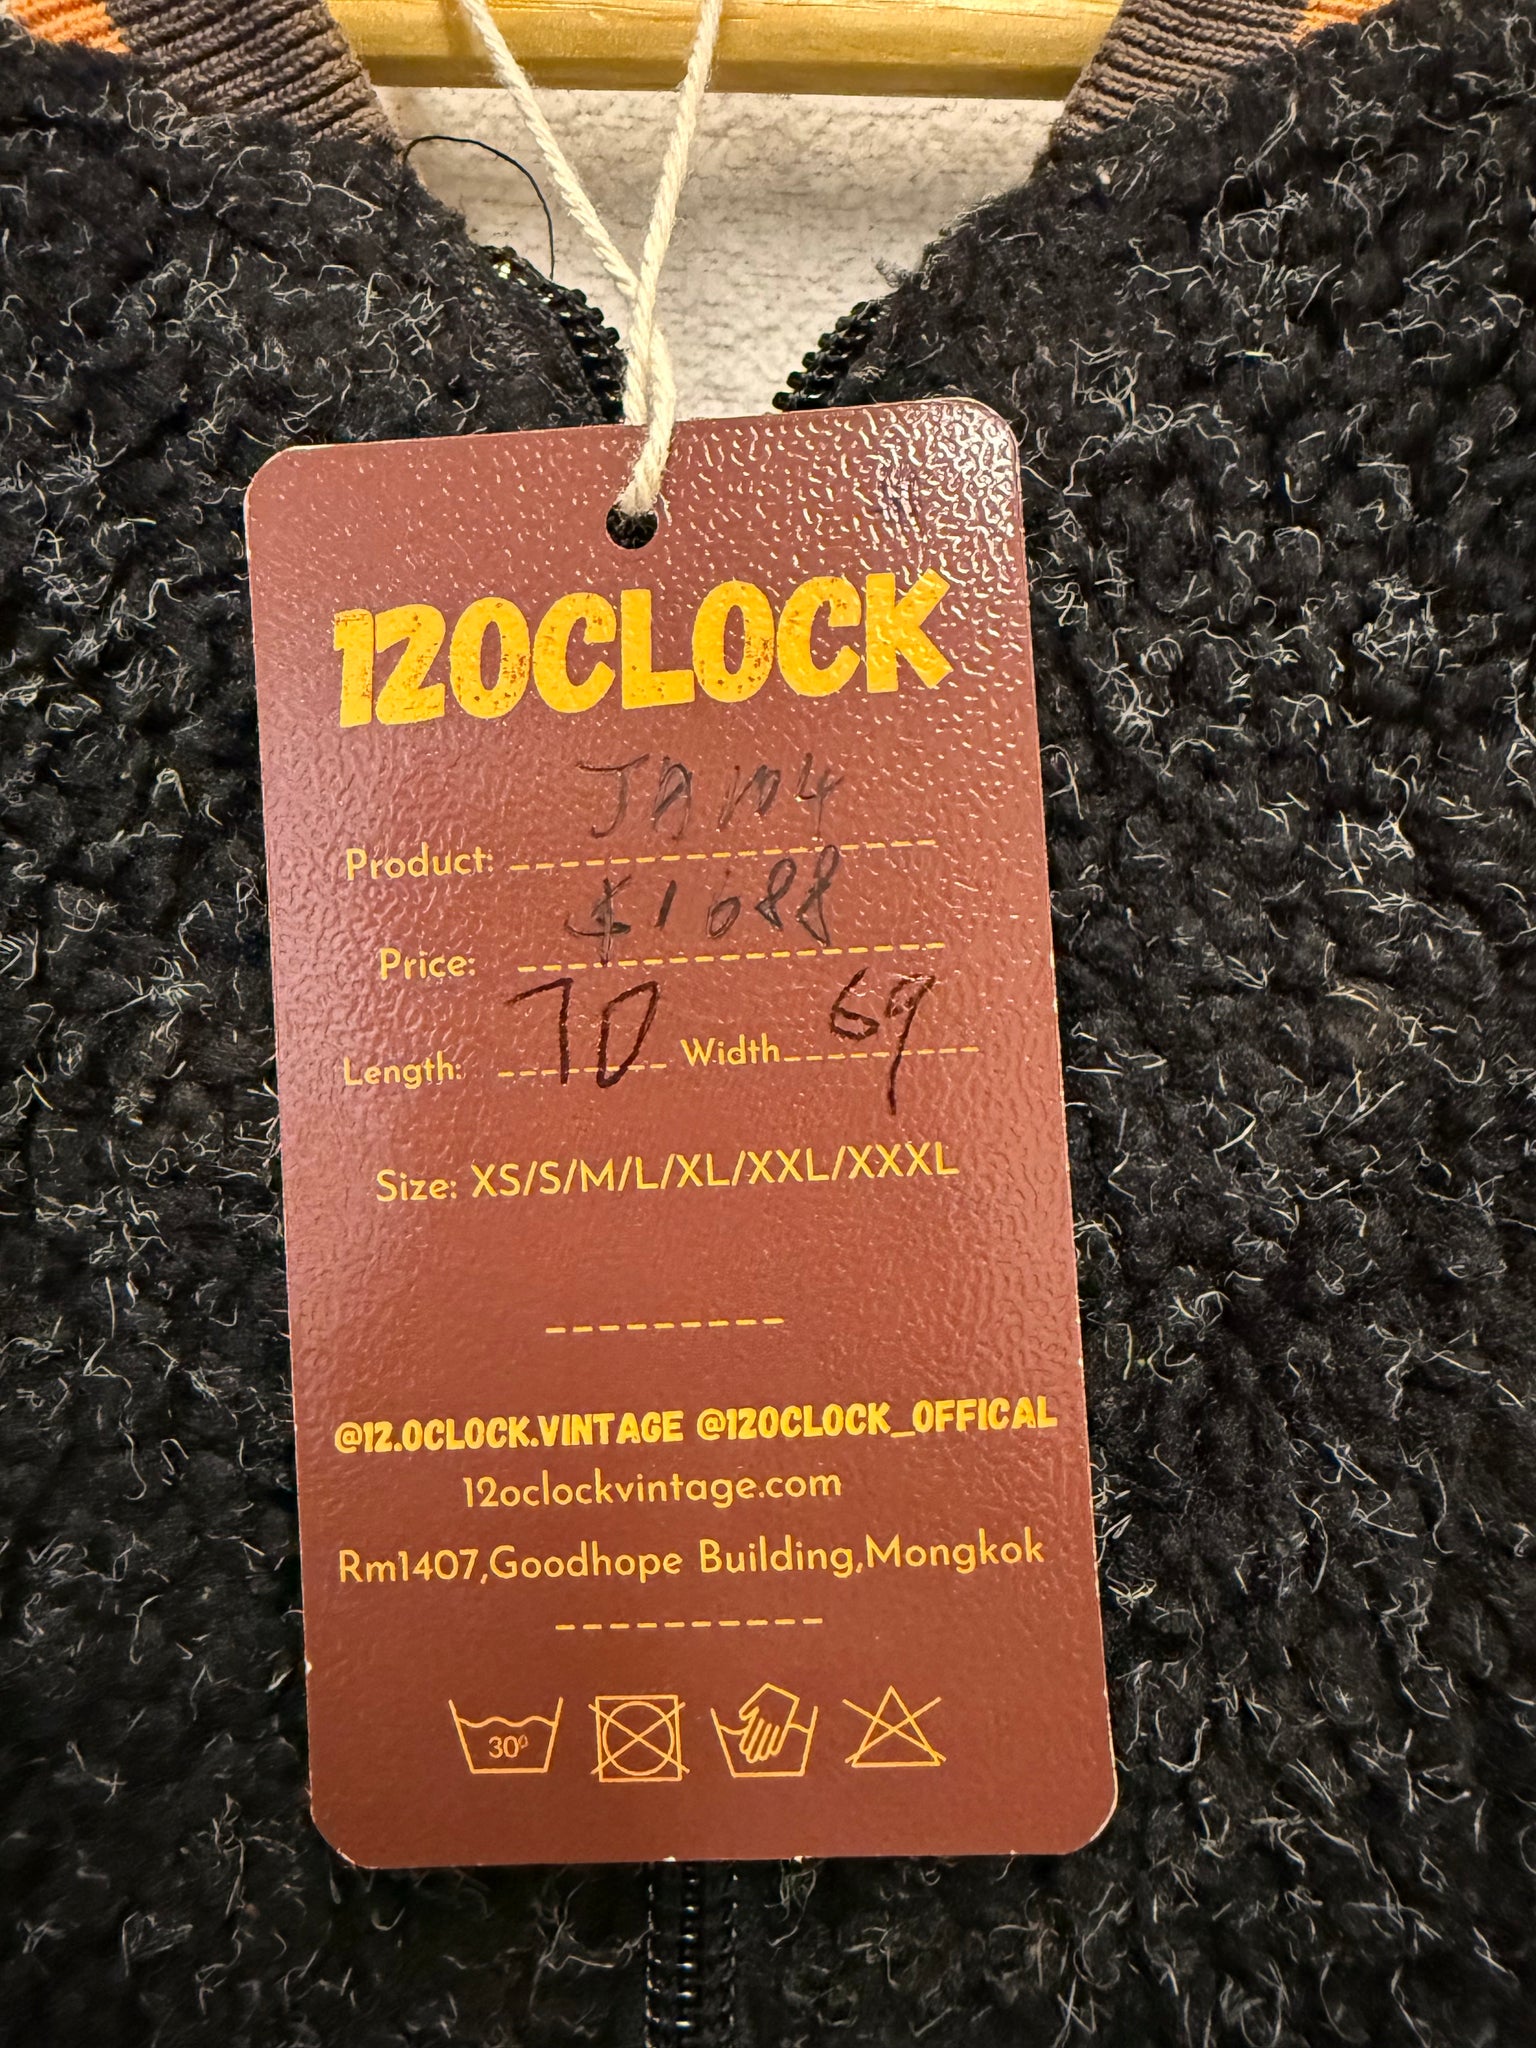 12OCLOCK
Product: JA104
Price: $1688
Length: 70 Width 69
Size: XS/S/M/L/XL/XXL/XXXL
@12.OCLOCK.VINTAGE @12OCLOCK_OFFICAL
12oclockvintage.com
Rm1407,Goodhope Building,Mongkok
30°